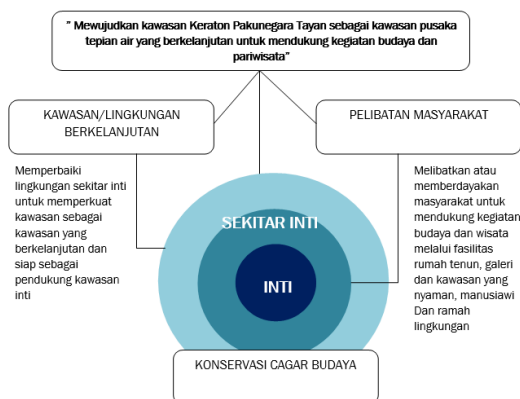 " Mewujudkan kawasan Keraton Pakunegara Tayan sebagai kawasan pusaka
tepian air yang berkelanjutan untuk mendukung kegiatan budaya dan
pariwisata"
KAWASAN/LINGKUNGAN
BERKELANJUTAN
PELIBATAN MASYARAKAT
Memperbaiki
lingkungan sekitar inti
untuk memperkuat
kawasan sebagai
kawasan yang
berkelanjutan dan
siap sebagai
pendukung kawasan
inti
Melibatkan atau
memberdayakan
masyarakat untuk
mendukung kegiatan
budaya dan wisata
melalui fasilitas
rumah tenun, galeri
dan kawasan yang
nyaman, manusiawi
Dan ramah
lingkungan
SEKITAR INTI
INTI
KONSERVASI CAGAR BUDAYA